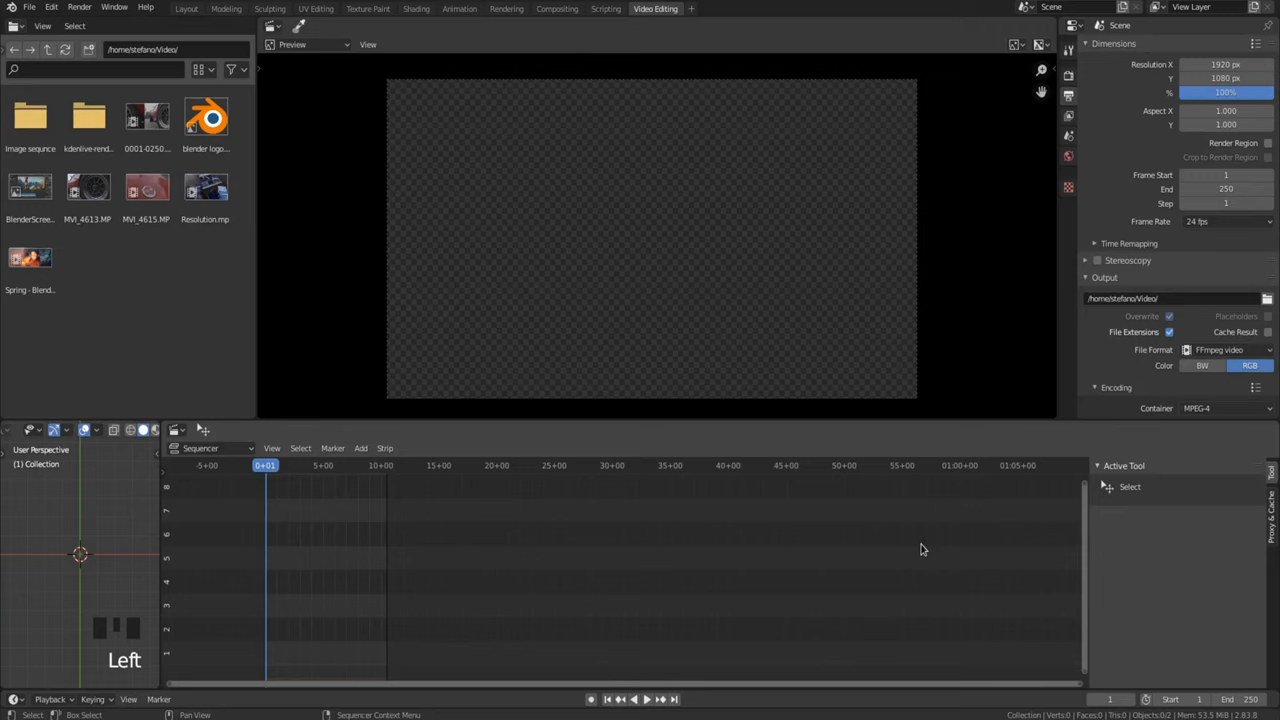 File Edit Render Window Help Layout Modeling Sculpting UV Editing Texture Paint Shading Animation Rendering Compositing Scripting Video Editing + Scene View Layer
View Select Scene
/home/stefano/Video/ Preview View Dimensions
Resolution X 1920 px
Y 1080 px
% 100%
Aspect X 1.000
Y 1.000
Image sequnce kdenlive-rend... 0001-0250... blender logo...
Render Region
Crop to Render Region
Frame Start 1
End 250
Step 1
BlenderScree... MVI_4613.MP MVI_4615.MP Resolution.mp
Frame Rate 24 fps
Time Remapping
Stereoscopy
Output
Spring - Blend...
/home/stefano/Video/
Overwrite Placeholders
File Extensions Cache Result
File Format FFmpeg video
Color BW RGB
Encoding
Container MPEG-4
User Perspective
(1) Collection
Sequencer View Select Marker Add Strip
-5+00 0+01 5+00 10+00 15+00 20+00 25+00 30+00 35+00 40+00 45+00 50+00 55+00 01:00+00 01:05+00
Active Tool
Select
Tool
Proxy & Cache
8
7
6
5
4
3
2
1
Left
Playback Keying View Marker 1 Start 1 End 250
Select Box Select Pan View Sequencer Context Menu Collection | Verts:0 | Faces:0 | Tris:0 | Objects:0/2 | Mem: 53.5 MiB | 2.83.8